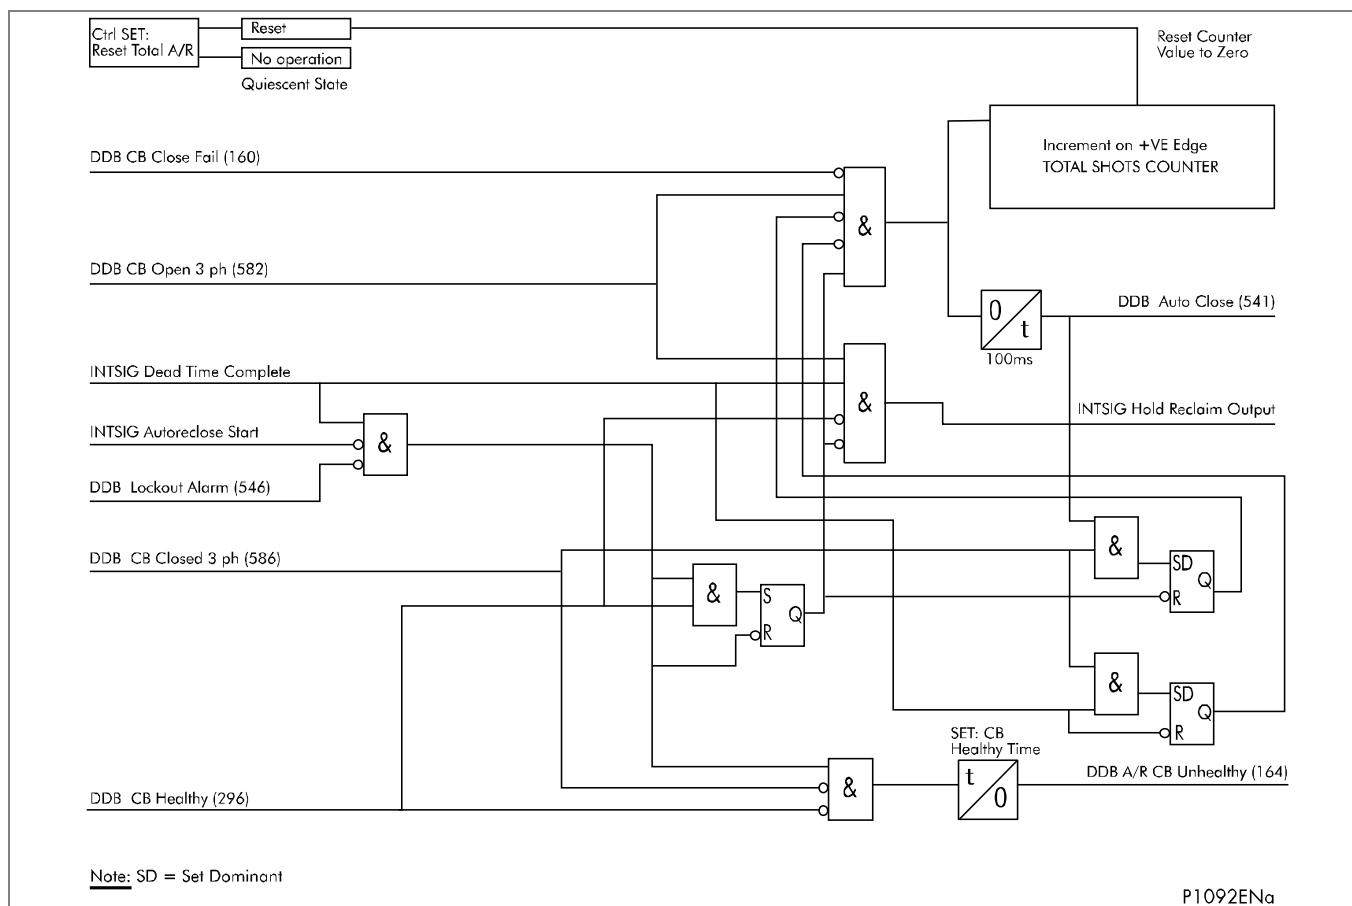 Ctrl SET:
Reset Total A/R
Reset
No operation
Quiescent State
Reset Counter
Value to Zero
Increment on +VE Edge
TOTAL SHOTS COUNTER
DDB CB Close Fail (160)
&
DDB CB Open 3 ph (582)
0
t
100ms
DDB Auto Close (541)
INTSIG Dead Time Complete
&
INTSIG Hold Reclaim Output
INTSIG Autoreclose Start
&
DDB Lockout Alarm (546)
DDB CB Closed 3 ph (586)
&
S
Q
R
&
SD
Q
R
&
SD
Q
R
SET: CB
Healthy Time
t
0
&
DDB A/R CB Unhealthy (164)
DDB CB Healthy (296)
Note: SD = Set Dominant
P1092ENa